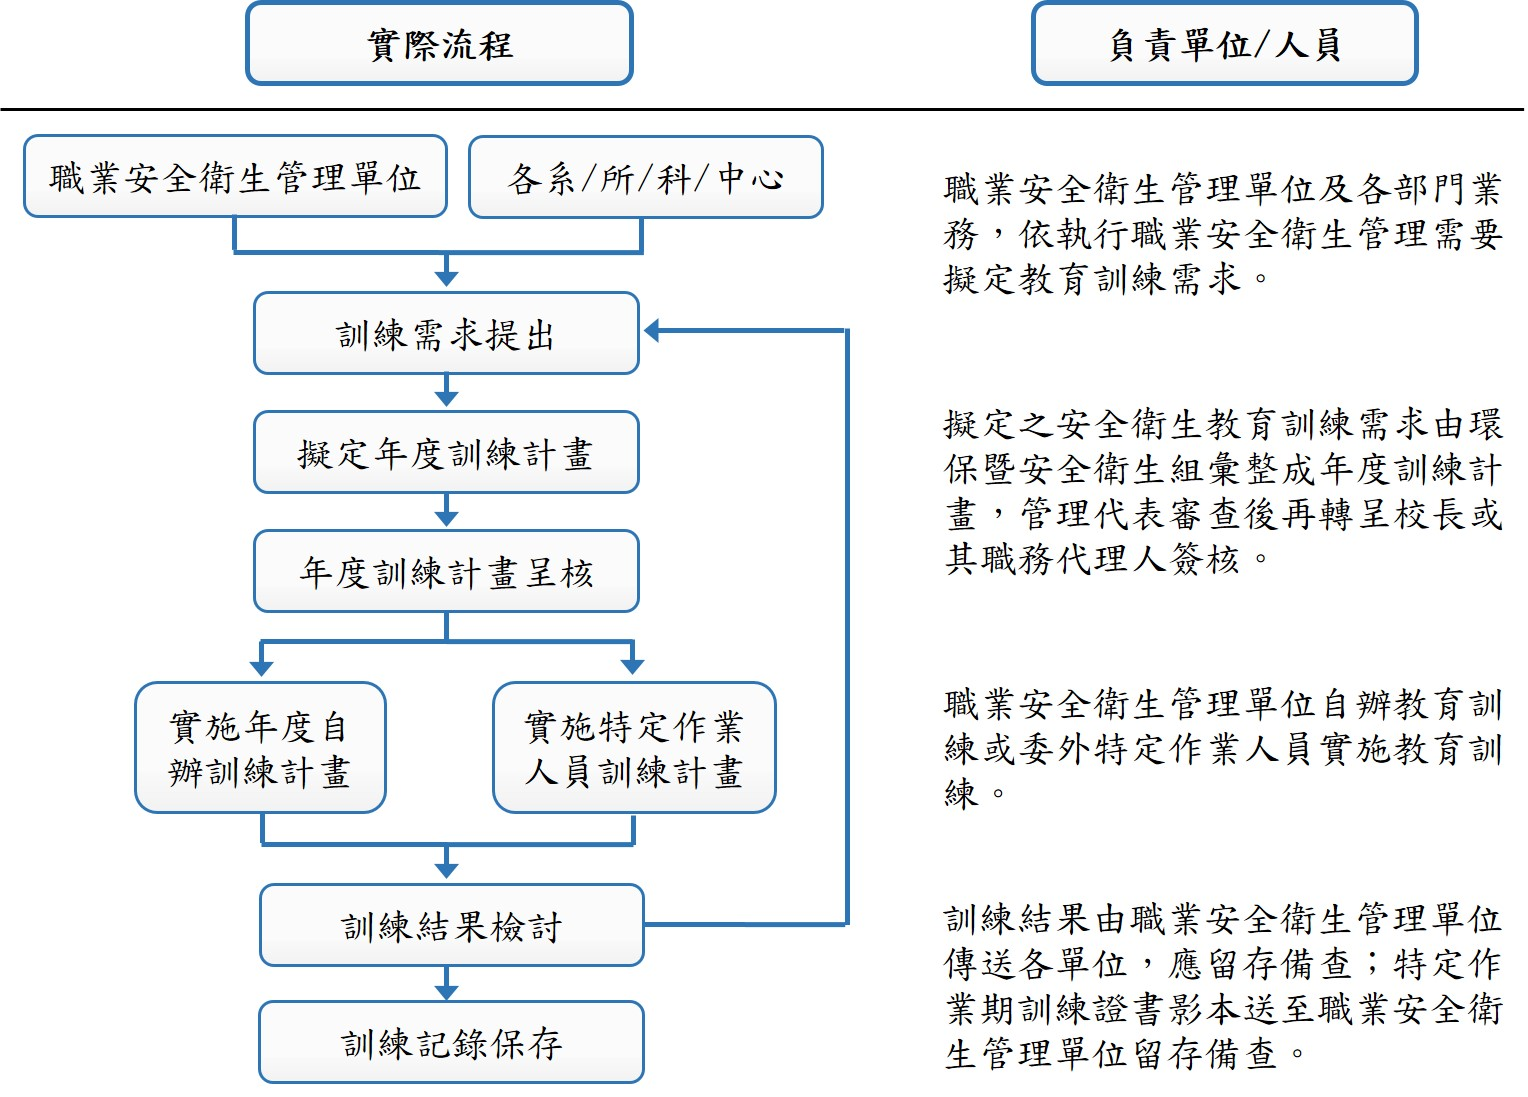 實際流程
負責單位/人員
職業安全衛生管理單位
各系/所/科/中心
訓練需求提出
擬定年度訓練計畫
年度訓練計畫呈核
實施年度自
辦訓練計畫
實施特定作業
人員訓練計畫
訓練結果檢討
訓練記錄保存
職業安全衛生管理單位及各部門業
務，依執行職業安全衛生管理需要
擬定教育訓練需求。
擬定之安全衛生教育訓練需求由環
保暨安全衛生組彙整成年度訓練計
畫，管理代表審查後再轉呈校長或
其職務代理人簽核。
職業安全衛生管理單位自辦教育訓
練或委外特定作業人員實施教育訓
練。
訓練結果由職業安全衛生管理單位
傳送各單位，應留存備查；特定作
業期訓練證書影本送至職業安全衛
生管理單位留存備查。